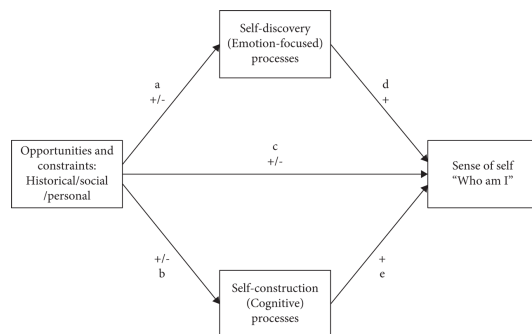 Self-discovery
(Emotion-focused)
processes
a
+/-
d
+
Opportunities and
constraints:
Historical/social
/personal
c
+/-
Sense of self
“Who am I”
+/-
b
+
e
Self-construction
(Cognitive)
processes